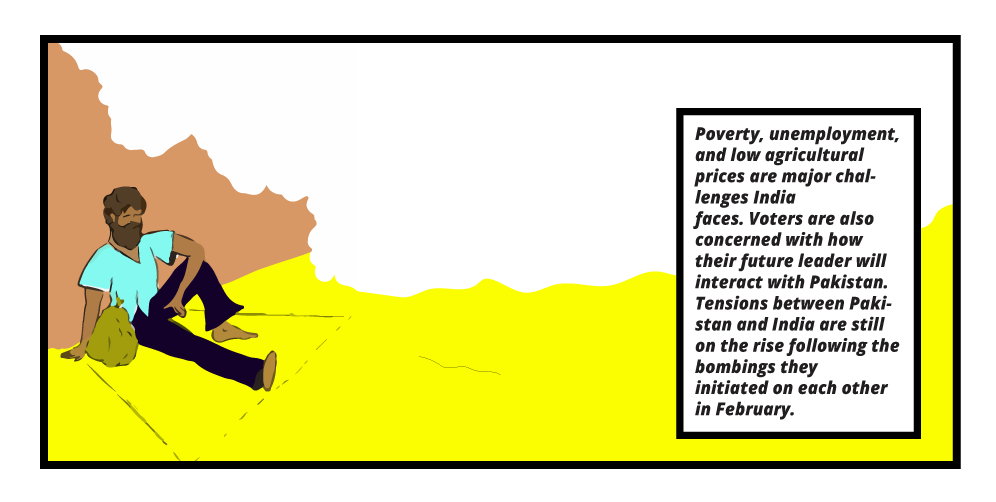 Poverty, unemployment,
and low agricultural
prices are major chal-
lenges India
faces. Voters are also
concerned with how
their future leader will
interact with Pakistan.
Tensions between Paki-
stan and India are still
on the rise following the
bombings they
initiated on each other
in February.